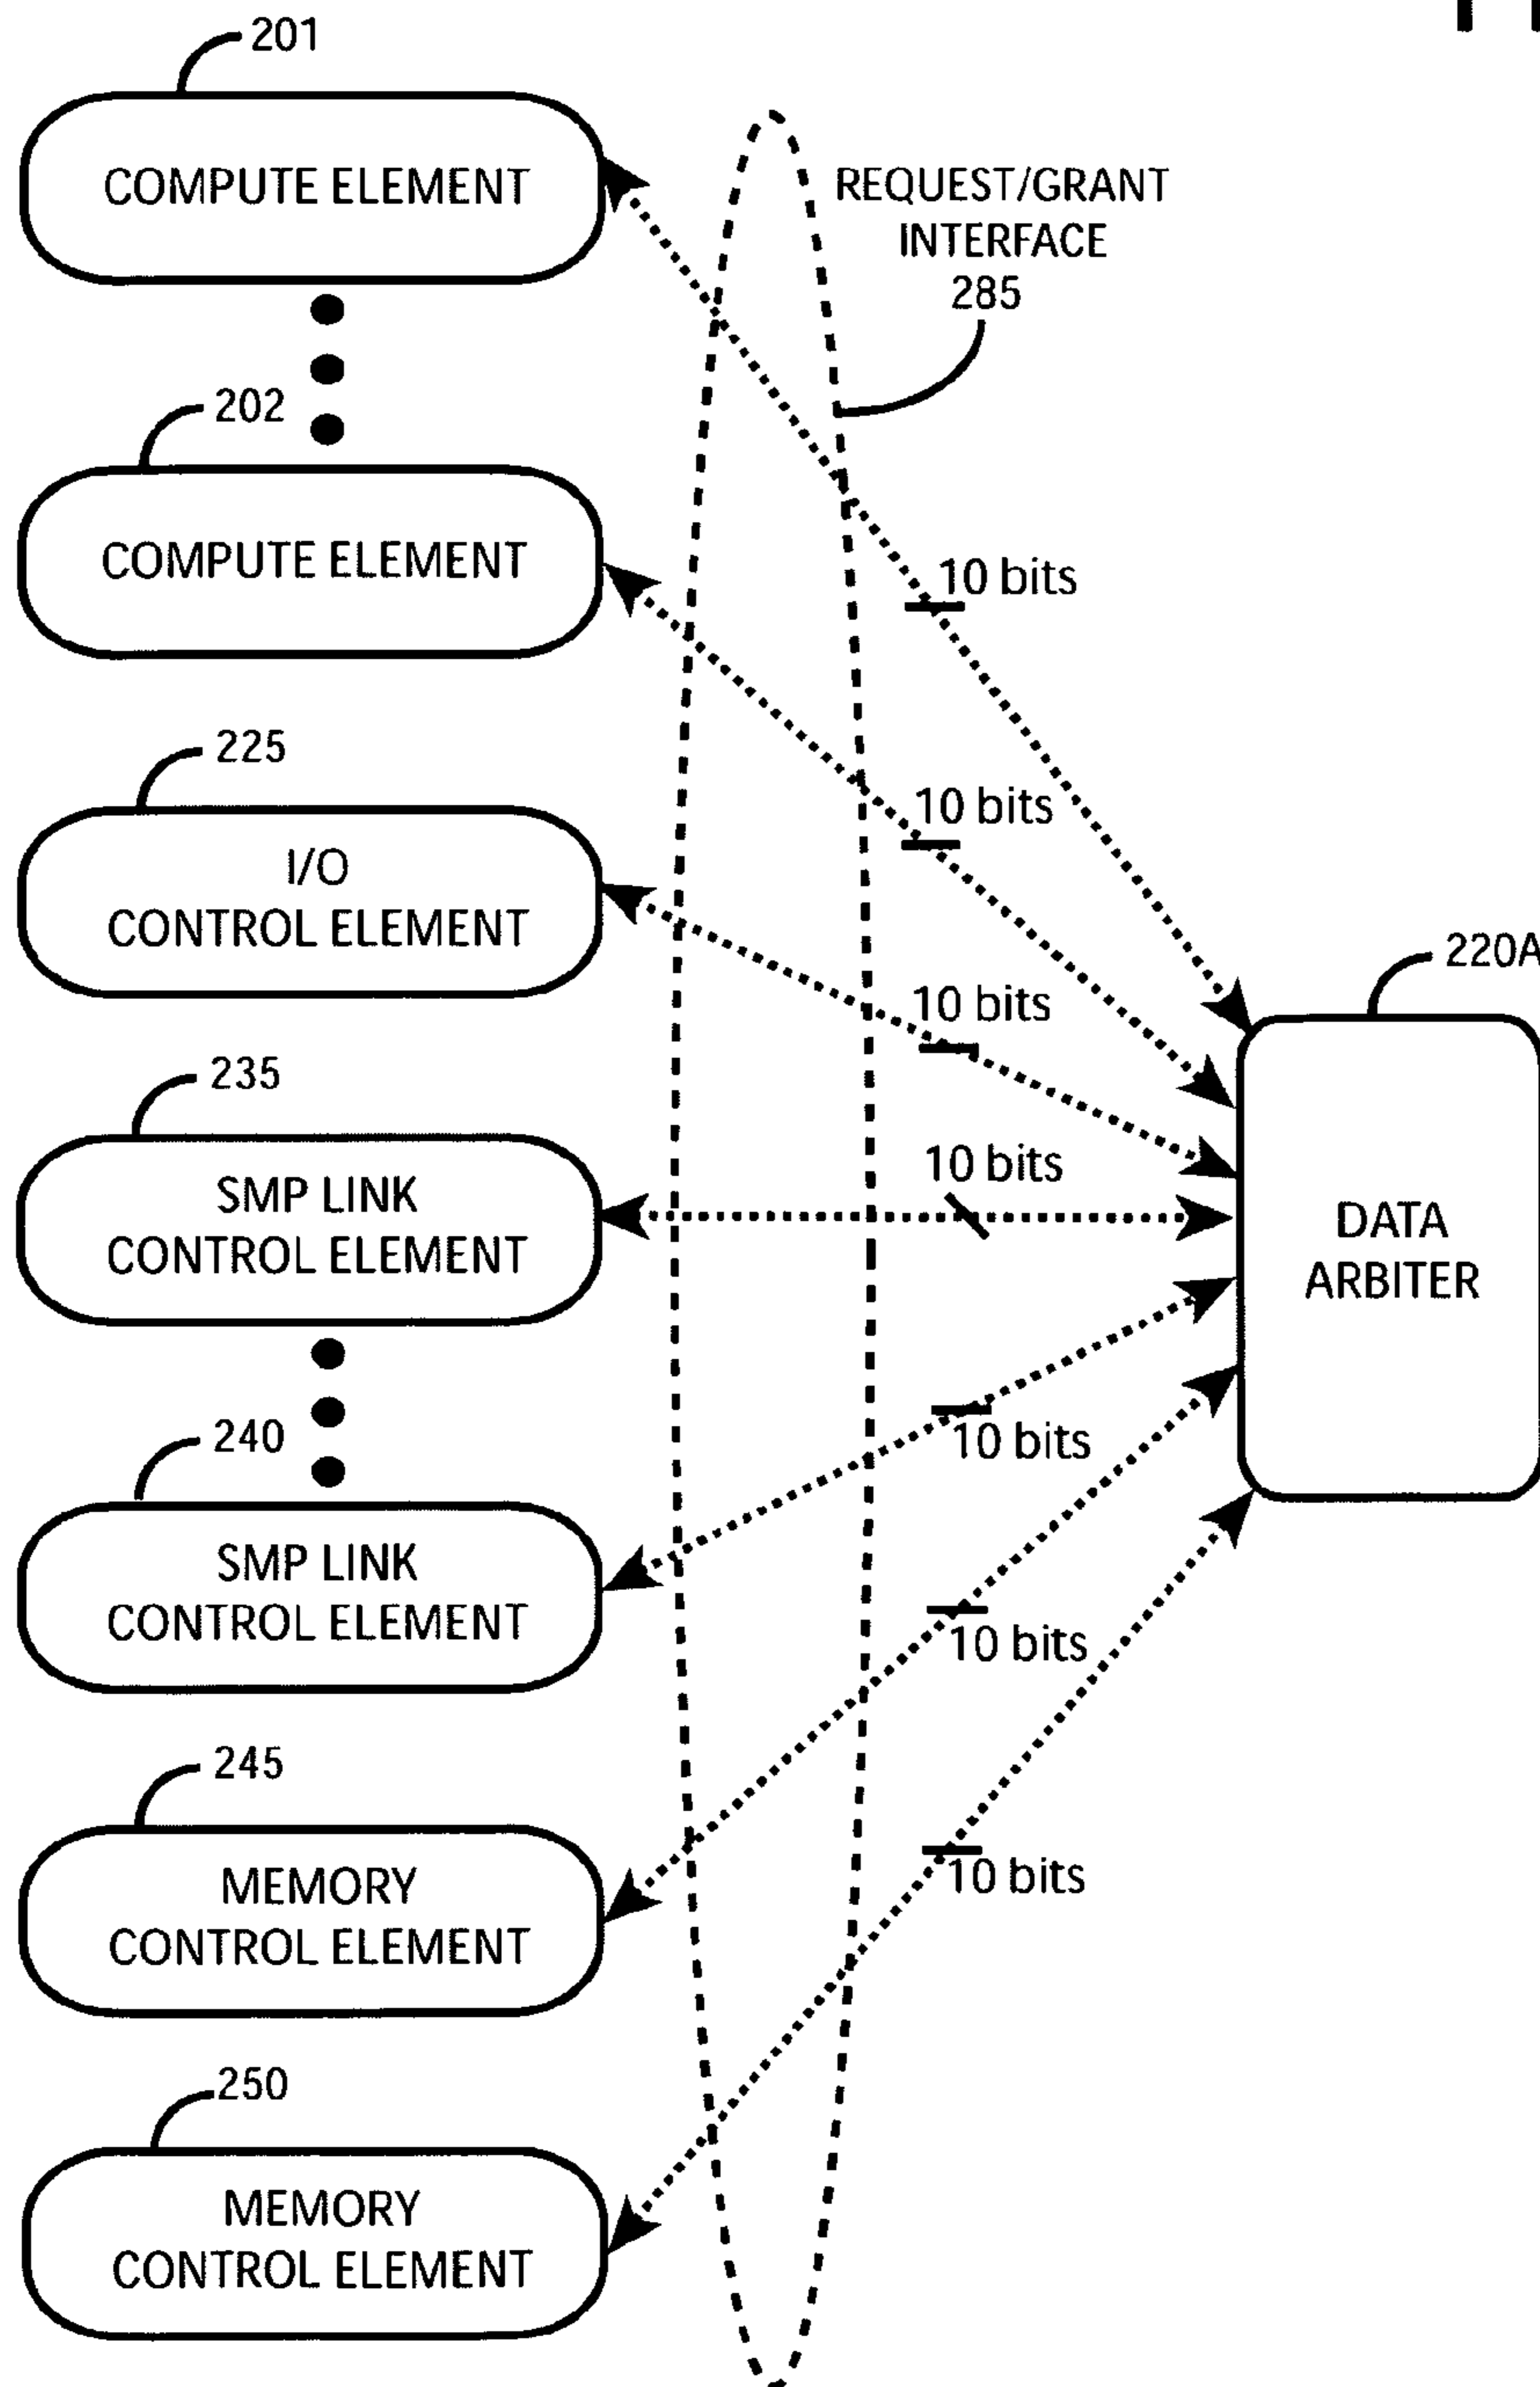 201
COMPUTE ELEMENT
REQUEST/GRANT
INTERFACE
285
202
COMPUTE ELEMENT
10 bits
225
I/O
CONTROL ELEMENT
10 bits
220A
10 bits
235
SMP LINK
CONTROL ELEMENT
10 bits
DATA
ARBITER
240
SMP LINK
CONTROL ELEMENT
10 bits
245
MEMORY
CONTROL ELEMENT
10 bits
10 bits
250
MEMORY
CONTROL ELEMENT